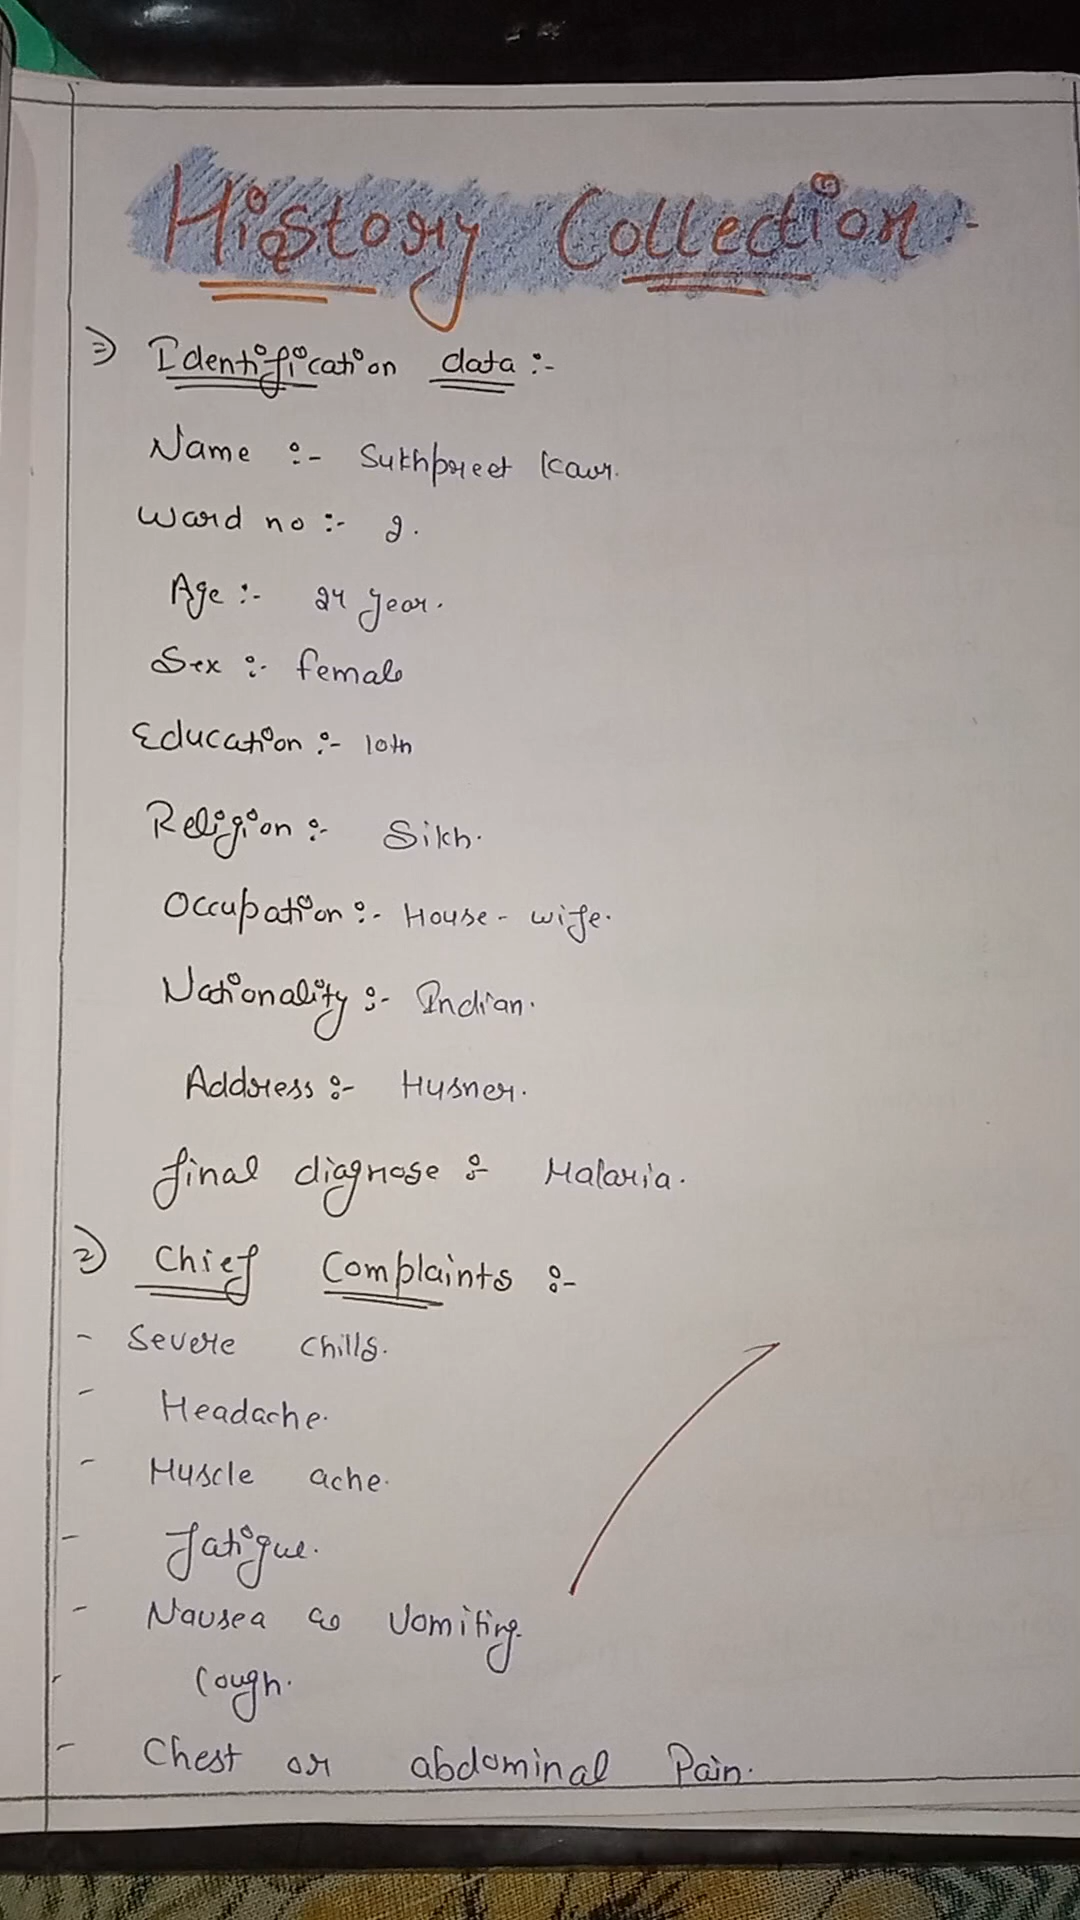 History Collection :-
⇒ Identification data :-
Name :- Sukhpreet Kaur.
Ward no :- 2.
Age :- 24 year.
Sex :- female
Education :- 10th
Religion :- Sikh.
Occupation :- House - wife.
Nationality :- Indian.
Address :- Husner.
final diagnose :- Malaria.
2) Chief Complaints :-
- Severe chills.
- Headache.
- Muscle ache.
- fatigue.
- Nausea Vomiting.
- Cough.
- Chest or abdominal Pain.